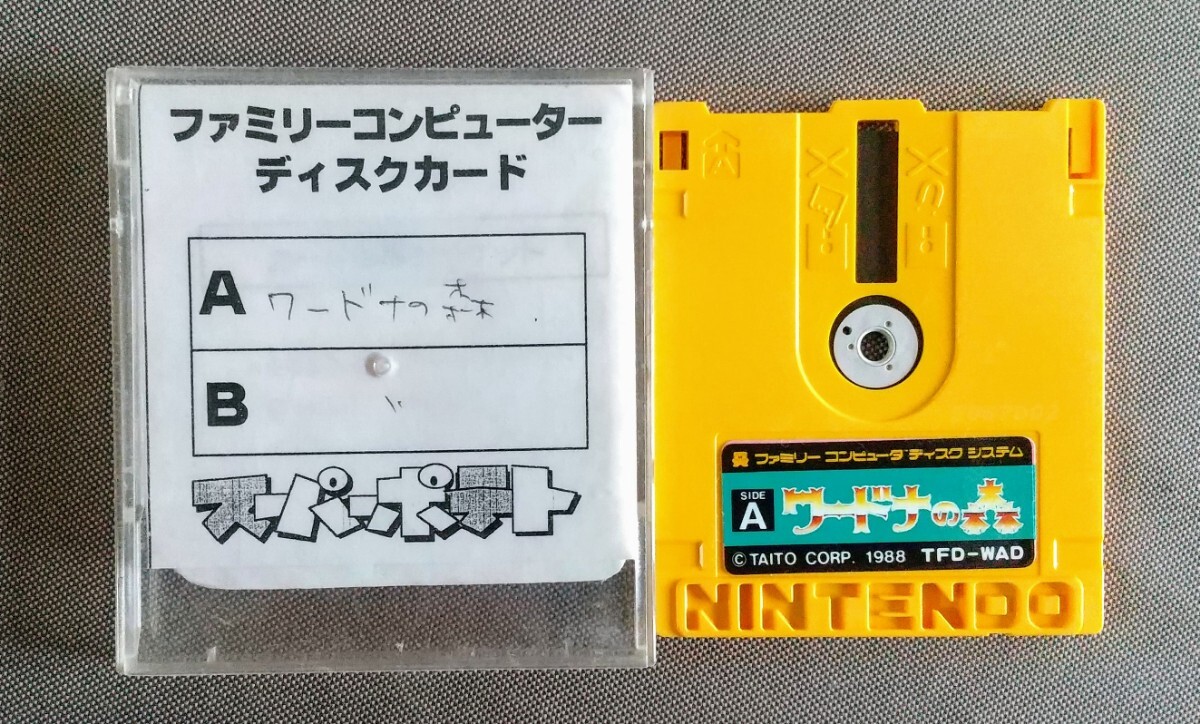 ファミリーコンピューター
ディスクカード
A ワードナの森
B 〃
スーパーポテト
ファミリー コンピュータ ディスク システム
SIDE
A
ワードナの森
© TAITO CORP. 1988 TFD-WAD
NINTENDO